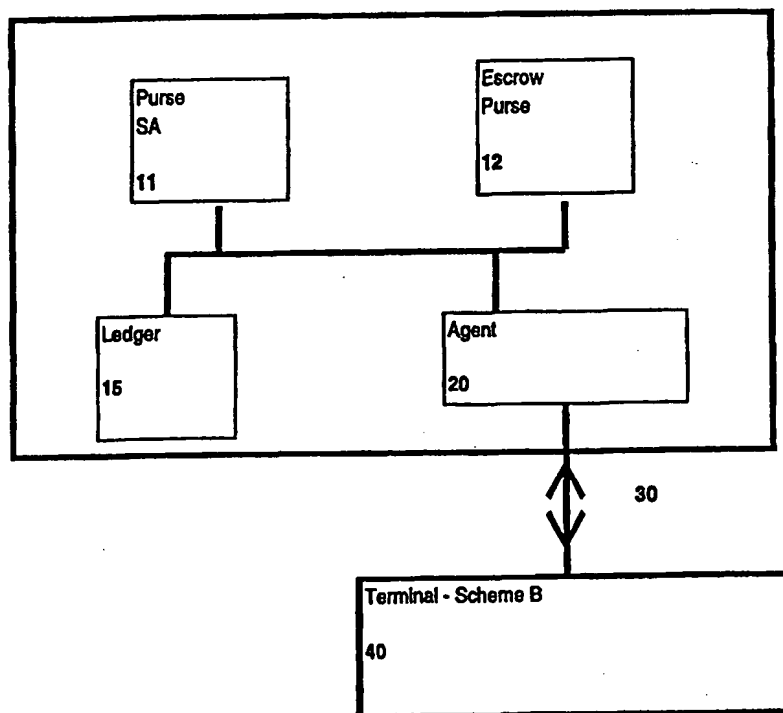 Purse
SA
11
Escrow
Purse
12
Ledger
15
Agent
20
30
Terminal - Scheme B
40